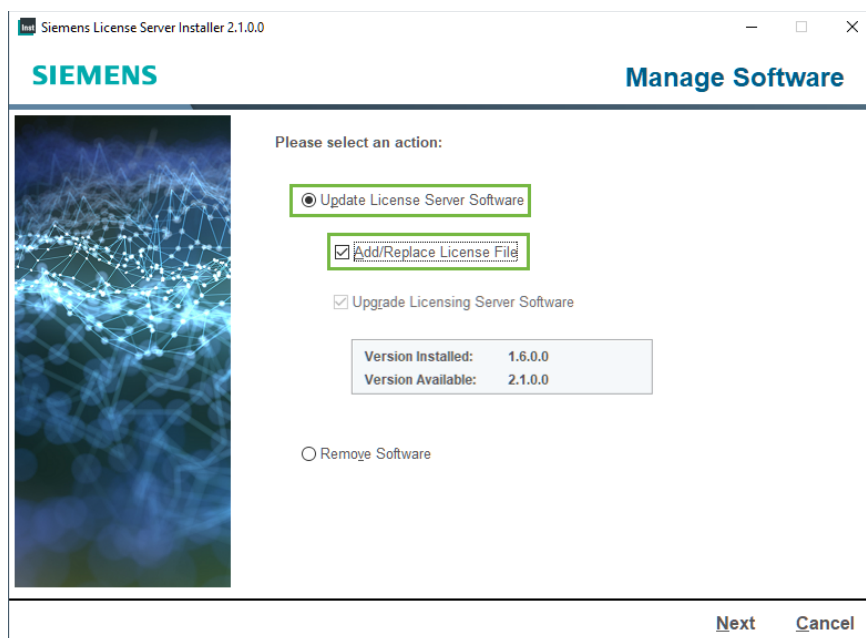 Inst Siemens License Server Installer 2.1.0.0
SIEMENS
Manage Software
Please select an action:
Update License Server Software
Add/Replace License File
Upgrade Licensing Server Software
Version Installed: 1.6.0.0
Version Available: 2.1.0.0
Remove Software
Next Cancel